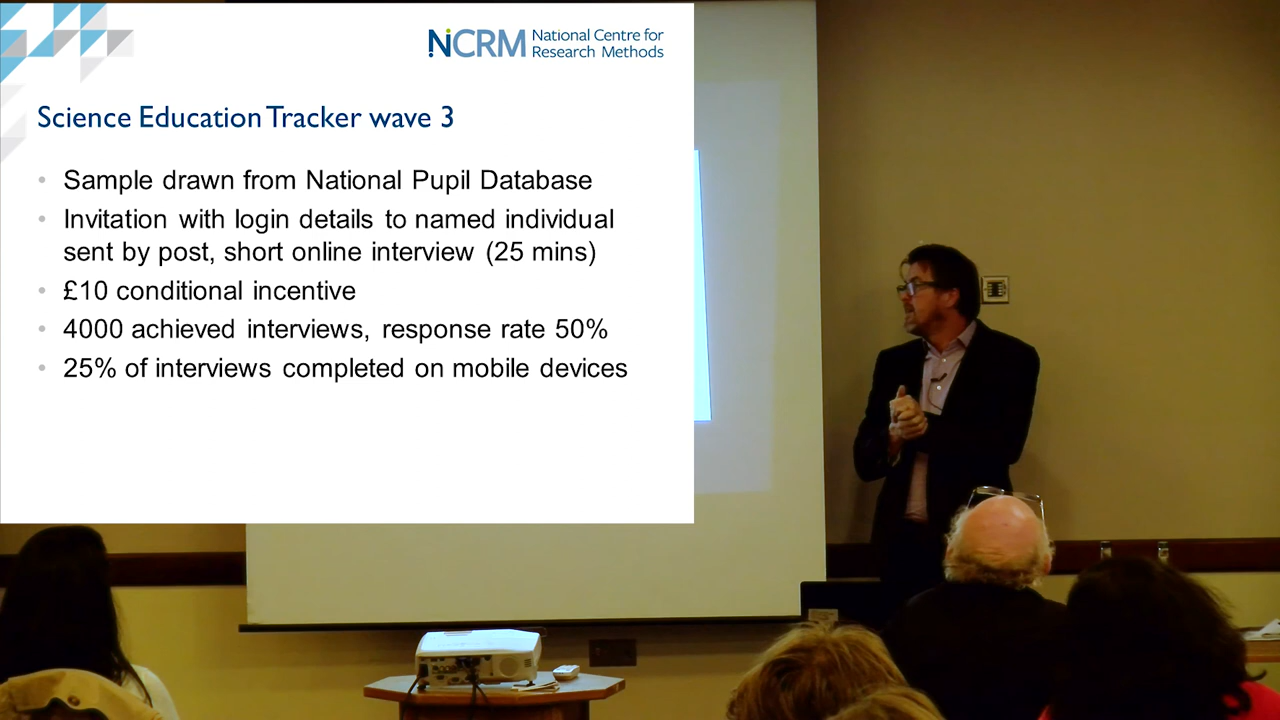 NCRM National Centre for
Research Methods
Science Education Tracker wave 3
• Sample drawn from National Pupil Database
• Invitation with login details to named individual
sent by post, short online interview (25 mins)
• £10 conditional incentive
• 4000 achieved interviews, response rate 50%
• 25% of interviews completed on mobile devices